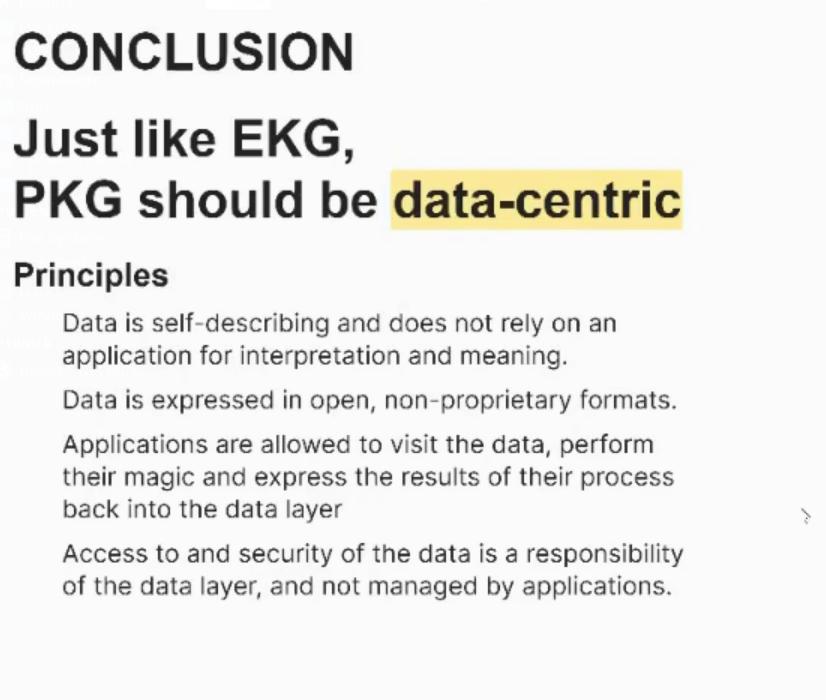 CONCLUSION
Just like EKG,
PKG should be data-centric
Principles
Data is self-describing and does not rely on an
application for interpretation and meaning.
Data is expressed in open, non-proprietary formats.
Applications are allowed to visit the data, perform
their magic and express the results of their process
back into the data layer
Access to and security of the data is a responsibility
of the data layer, and not managed by applications.